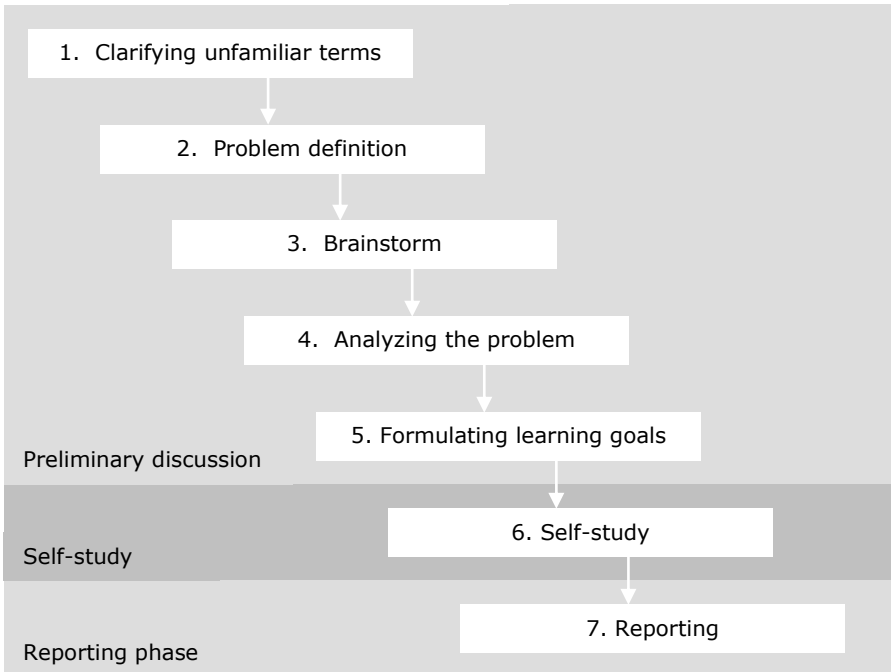 1. Clarifying unfamiliar terms
2. Problem definition
3. Brainstorm
4. Analyzing the problem
5. Formulating learning goals
Preliminary discussion
6. Self-study
Self-study
7. Reporting
Reporting phase